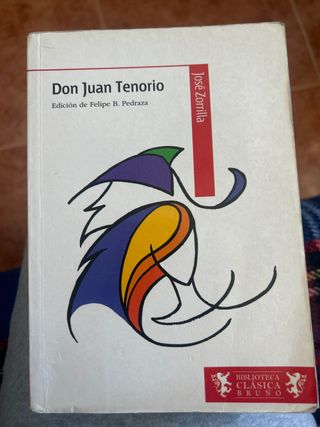 Don Juan Tenorio
Edición de Felipe B. Pedraza
José Zorrilla
BIBLIOTECA
CLÁSICA
BRUÑO